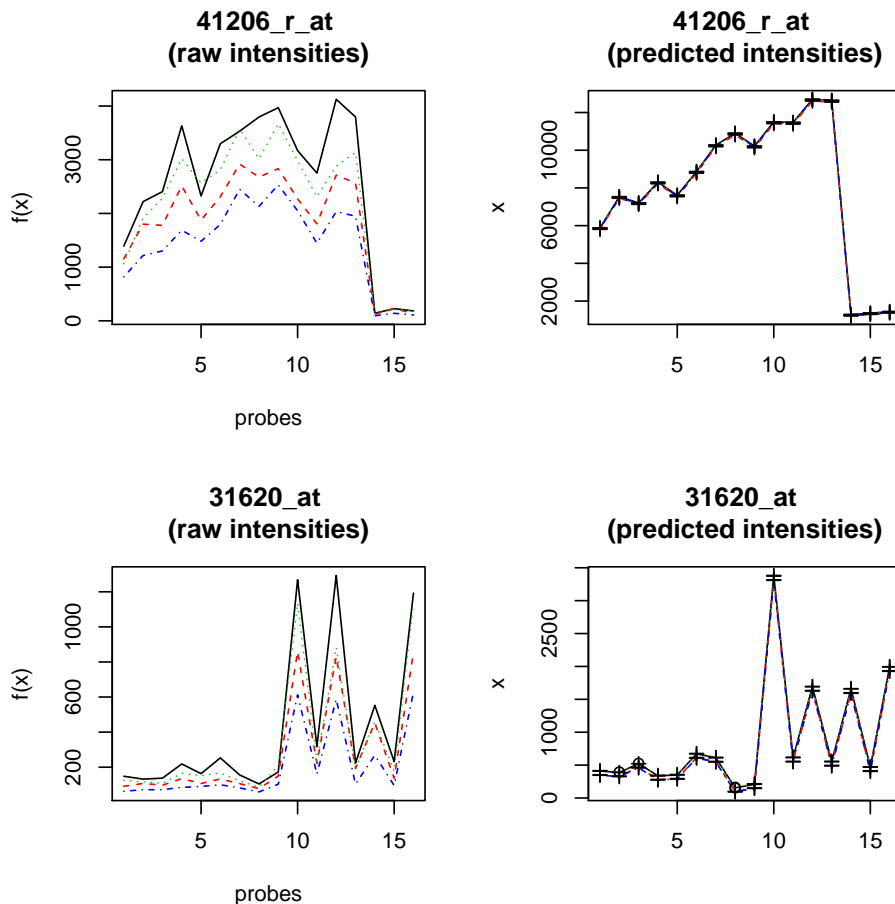 41206_r_at
(raw intensities)
f(x)
0
1000
3000
5
10
15
probes
41206_r_at
(predicted intensities)
x
2000
6000
10000
5
10
15
31620_at
(raw intensities)
f(x)
200
600
1000
5
10
15
probes
31620_at
(predicted intensities)
x
0
1000
2500
5
10
15